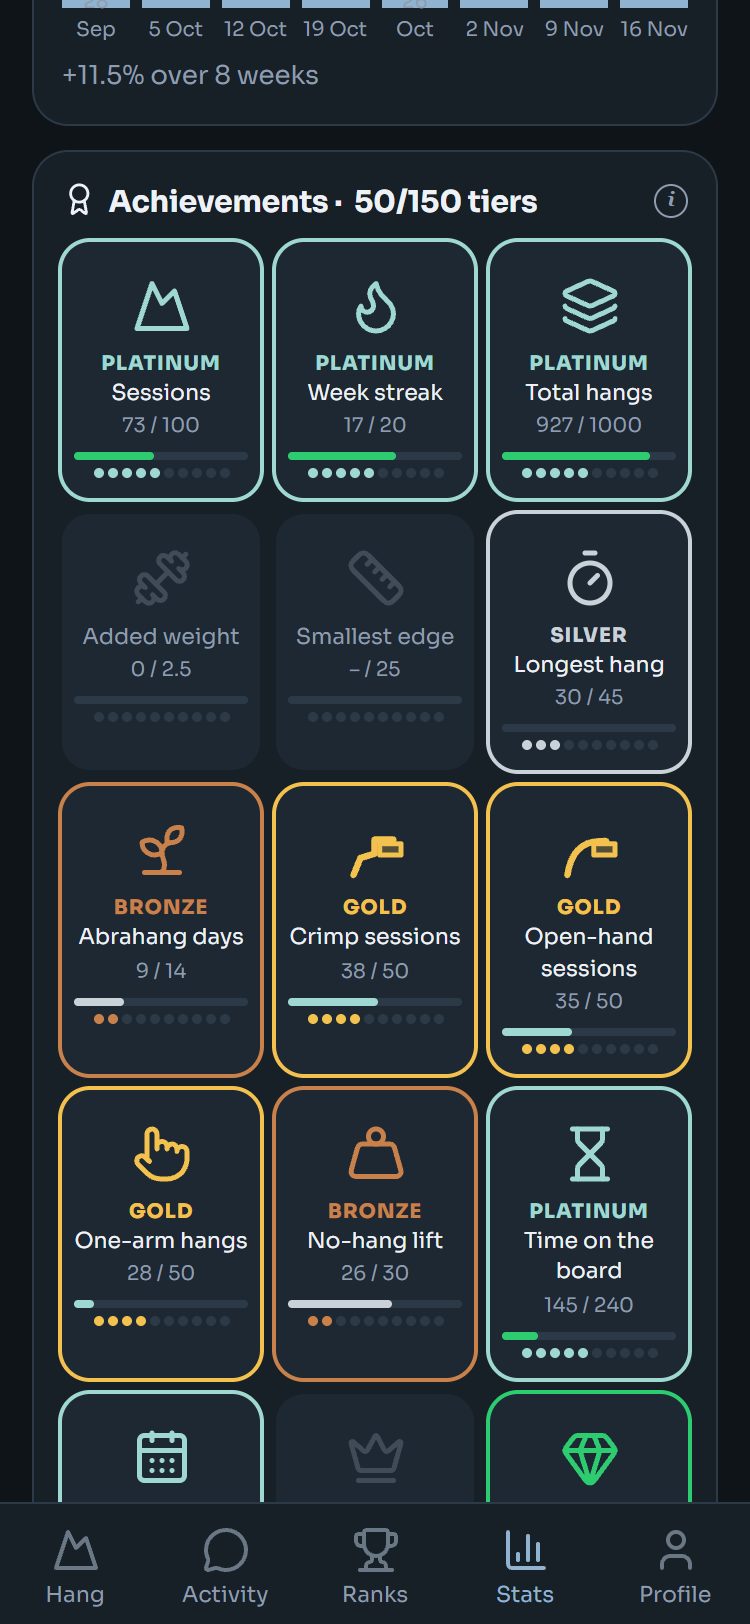 Sep 5 Oct 12 Oct 19 Oct Oct 2 Nov 9 Nov 16 Nov
+11.5% over 8 weeks
Achievements · 50/150 tiers
i
PLATINUM PLATINUM PLATINUM
Sessions Week streak Total hangs
73 / 100 17 / 20 927 / 1000
Added weight Smallest edge SILVER
0 / 2.5 – / 25 Longest hang
30 / 45
BRONZE GOLD GOLD
Abrahang days Crimp sessions Open-hand
sessions
9 / 14 38 / 50 35 / 50
GOLD BRONZE PLATINUM
One-arm hangs No-hang lift Time on the
board
28 / 50 26 / 30 145 / 240
Hang Activity Ranks Stats Profile